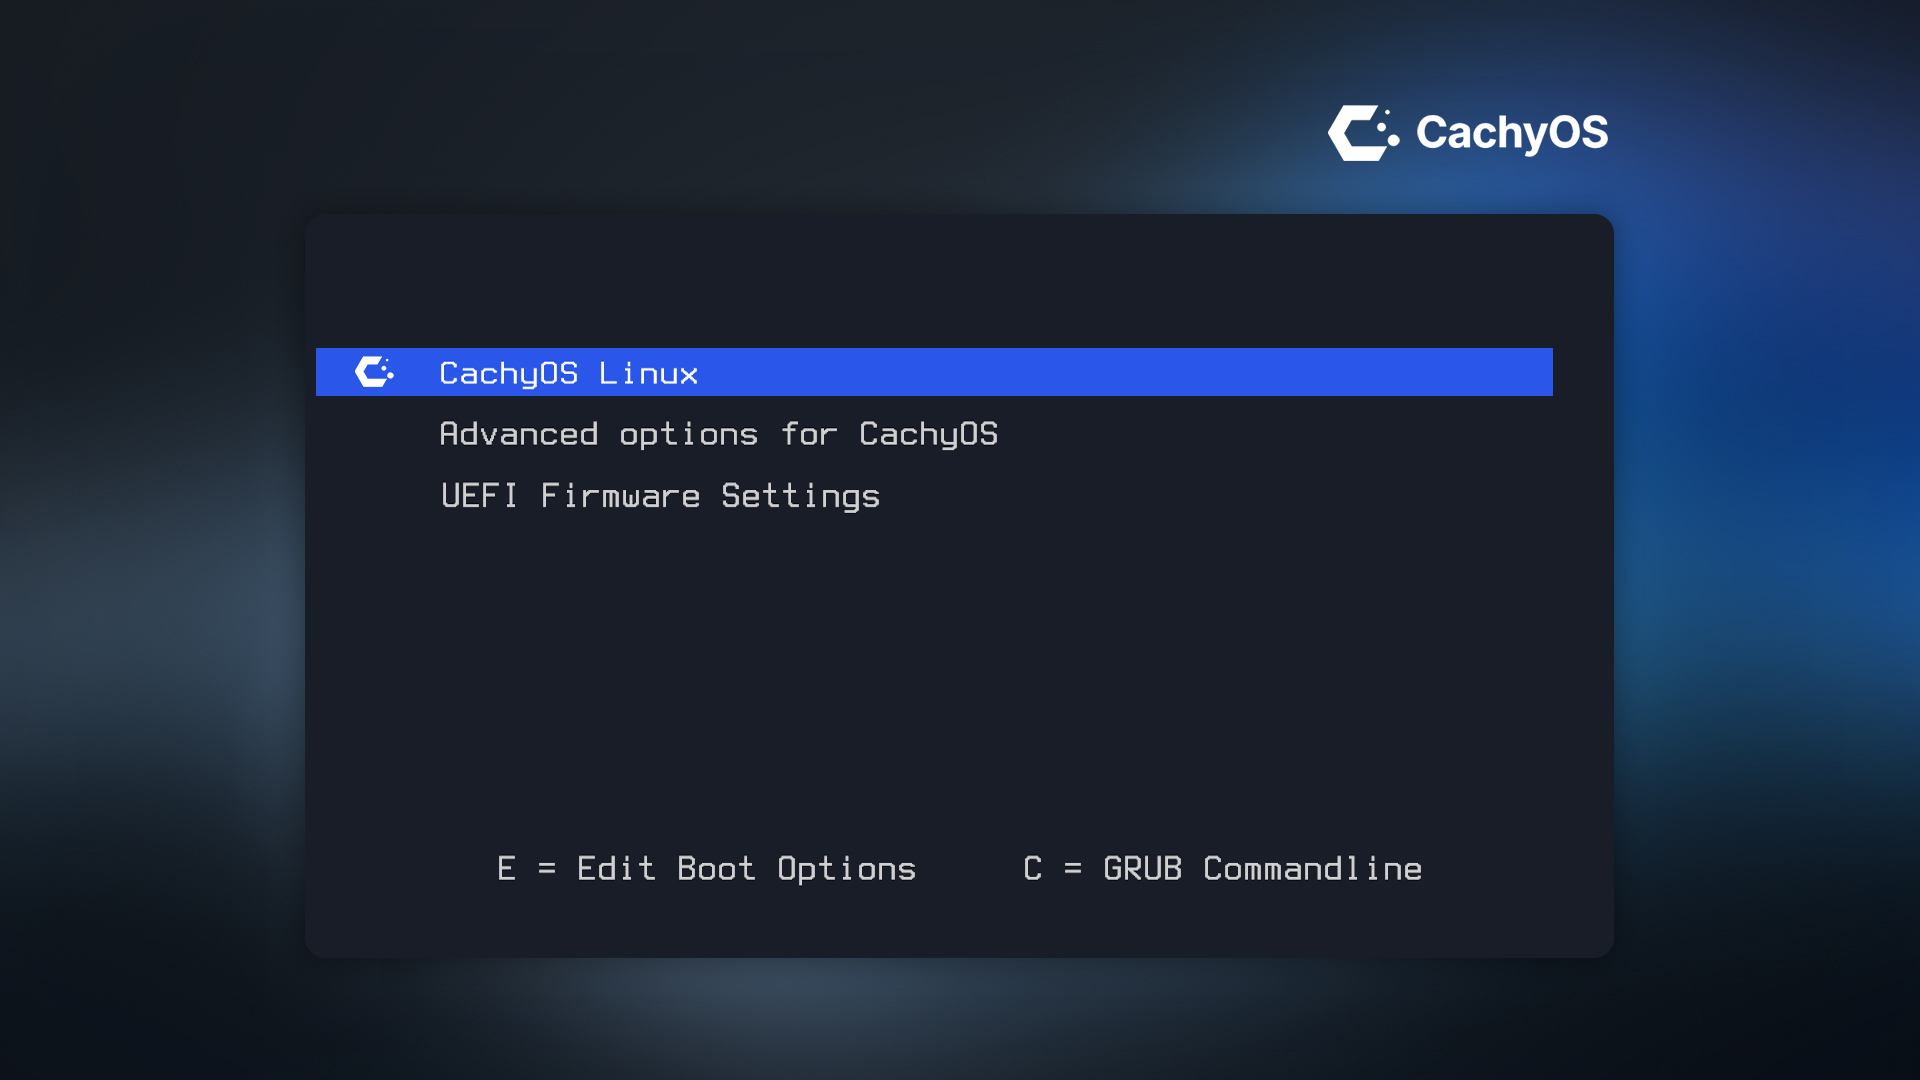 CachyOS
CachyOS Linux
Advanced options for CachyOS
UEFI Firmware Settings
E = Edit Boot Options C = GRUB Commandline